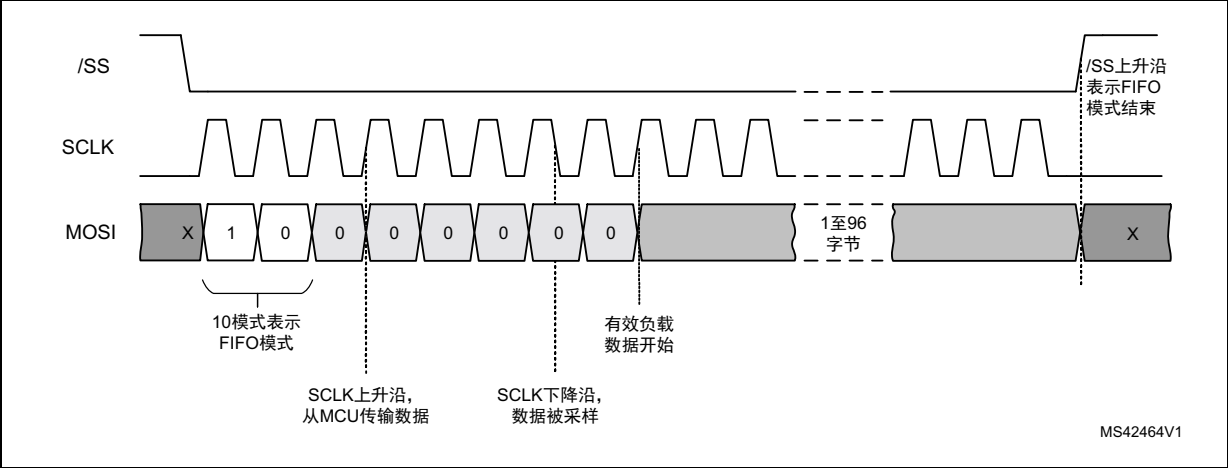 /SS
/SS上升沿
表示FIFO
模式结束
SCLK
MOSI
X
1
0
0
0
0
0
0
0
1至96
字节
X
10模式表示
FIFO模式
有效负载
数据开始
SCLK上升沿，
从MCU传输数据
SCLK下降沿，
数据被采样
MS42464V1